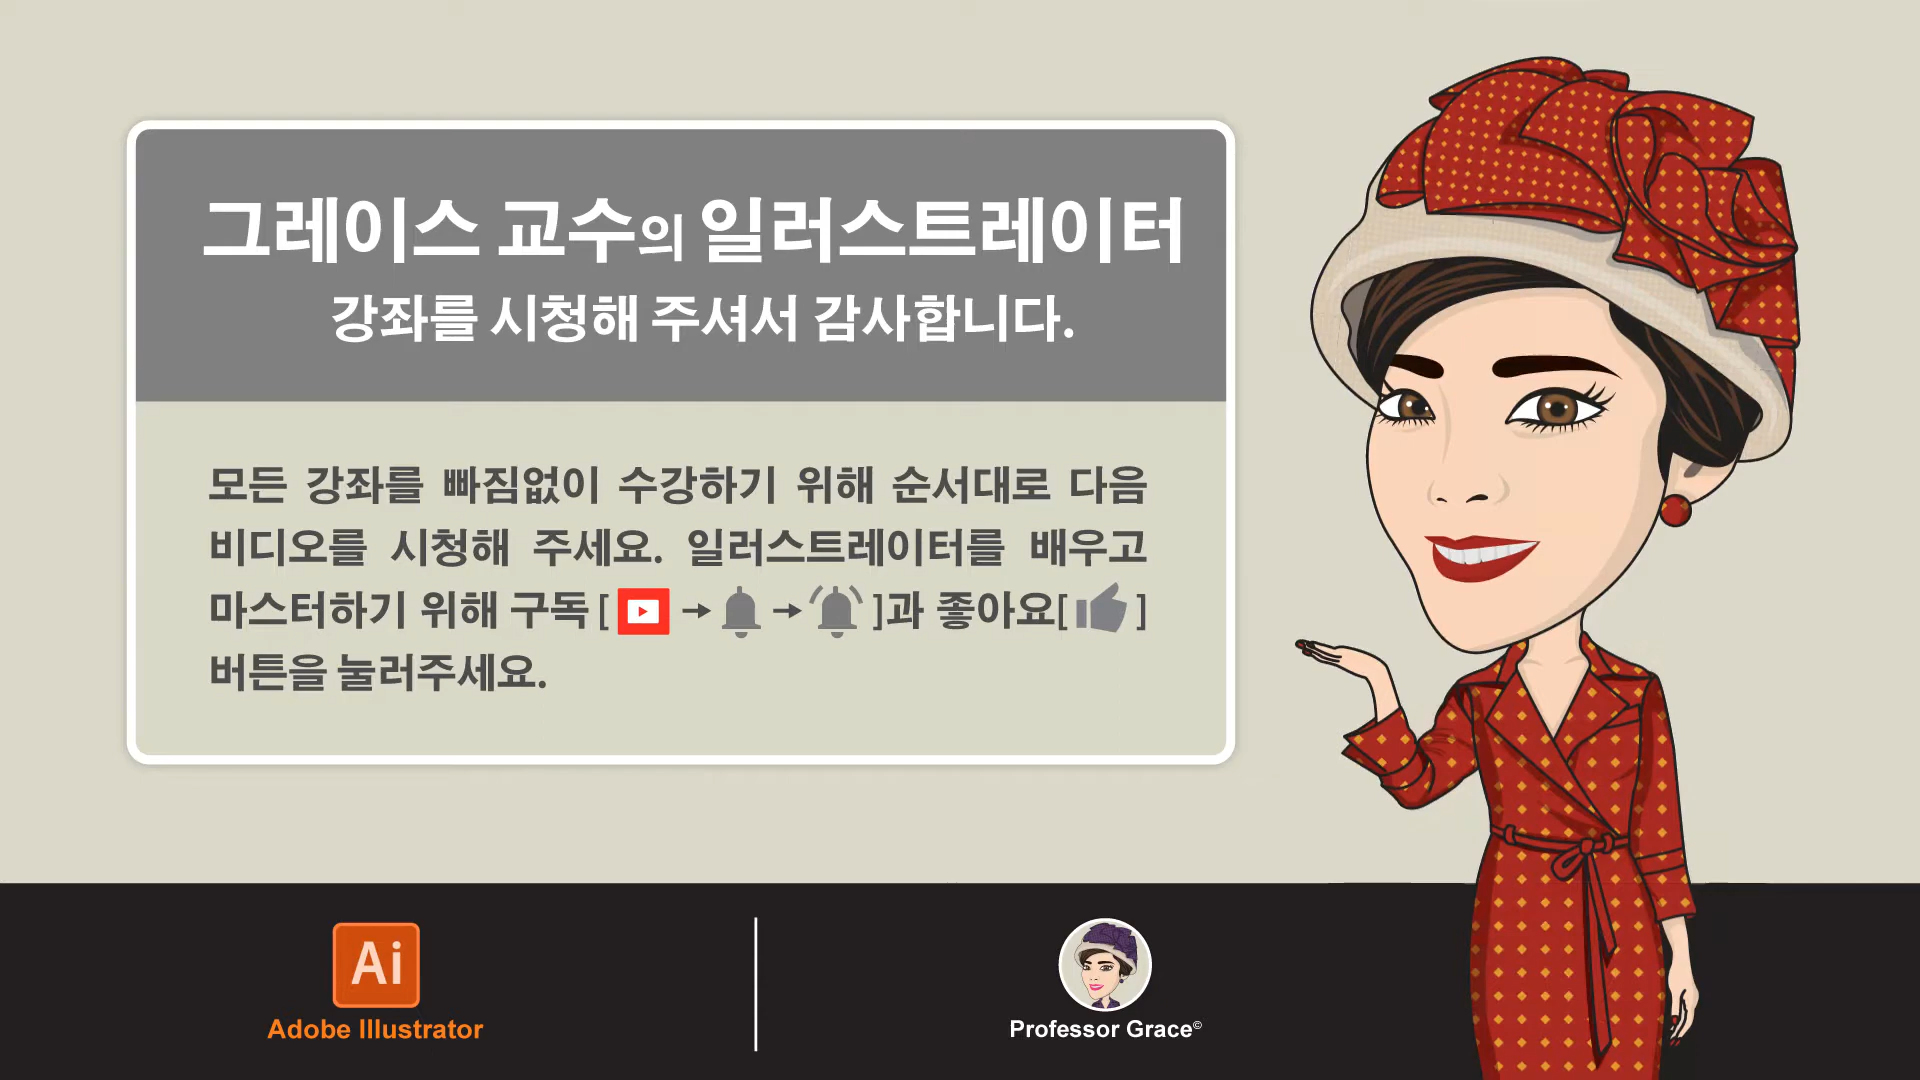 그레이스 교수의 일러스트레이터
강좌를 시청해 주셔서 감사합니다.
모든 강좌를 빠짐없이 수강하기 위해 순서대로 다음
비디오를 시청해 주세요. 일러스트레이터를 배우고
마스터하기 위해 구독[ → → ]과 좋아요[ ]
버튼을 눌러주세요.
Ai
Adobe Illustrator
Professor Grace©